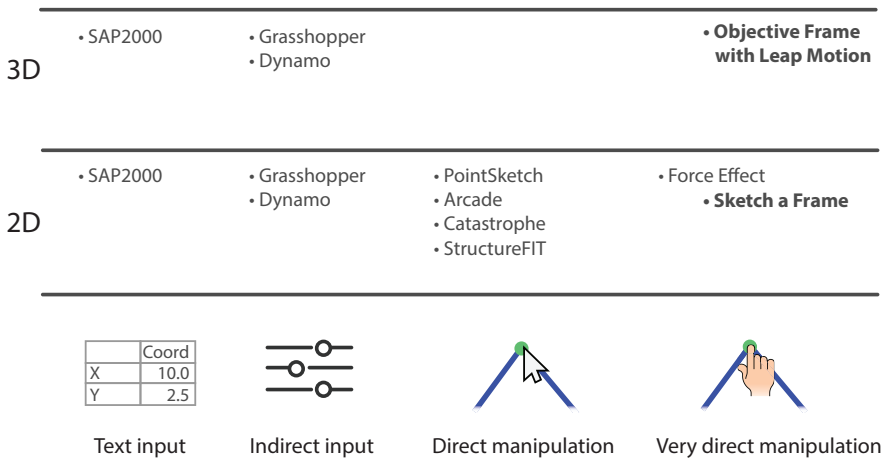 3D
• SAP2000
• Grasshopper
• Dynamo
• Objective Frame
with Leap Motion
2D
• SAP2000
• Grasshopper
• Dynamo
• PointSketch
• Arcade
• Catastrophe
• StructureFIT
• Force Effect
• Sketch a Frame
Coord
X 10.0
Y 2.5
Text input
Indirect input
Direct manipulation
Very direct manipulation